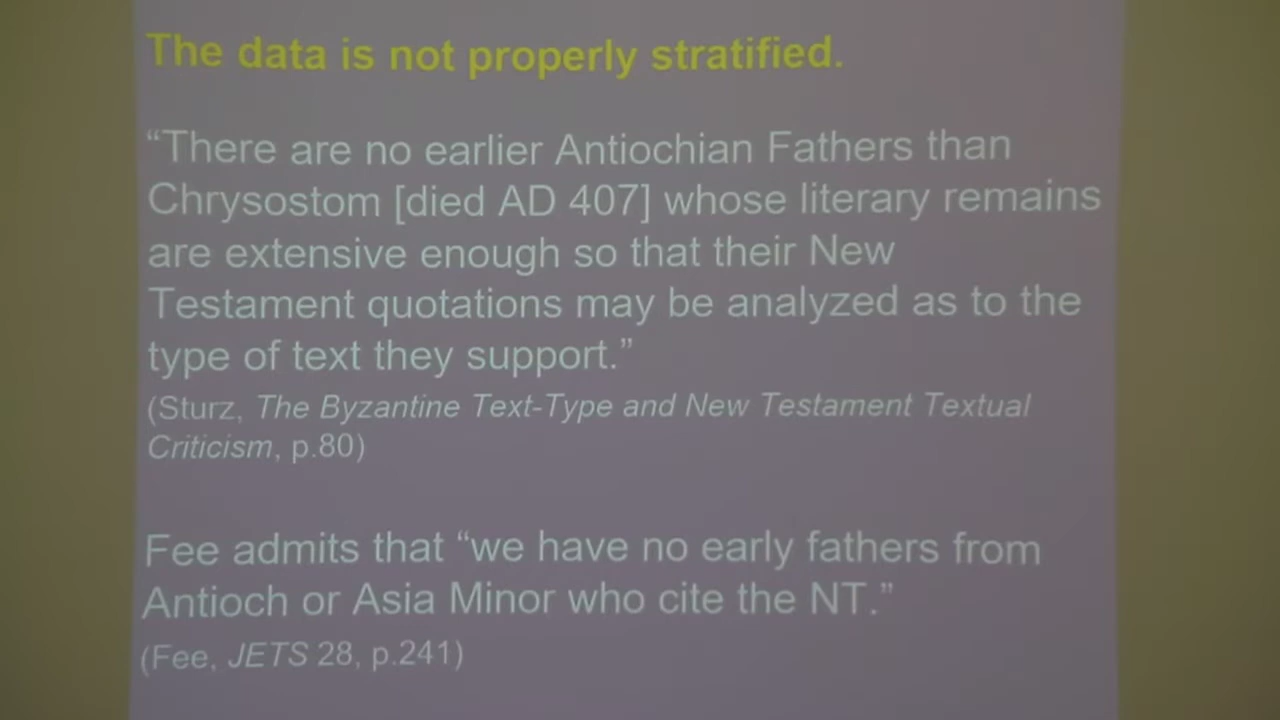 The data is not properly stratified.
“There are no earlier Antiochian Fathers than
Chrysostom [died AD 407] whose literary remains
are extensive enough so that their New
Testament quotations may be analyzed as to the
type of text they support.”
(Sturz, The Byzantine Text-Type and New Testament Textual
Criticism, p.80)
Fee admits that “we have no early fathers from
Antioch or Asia Minor who cite the NT.”
(Fee, JETS 28, p.241)